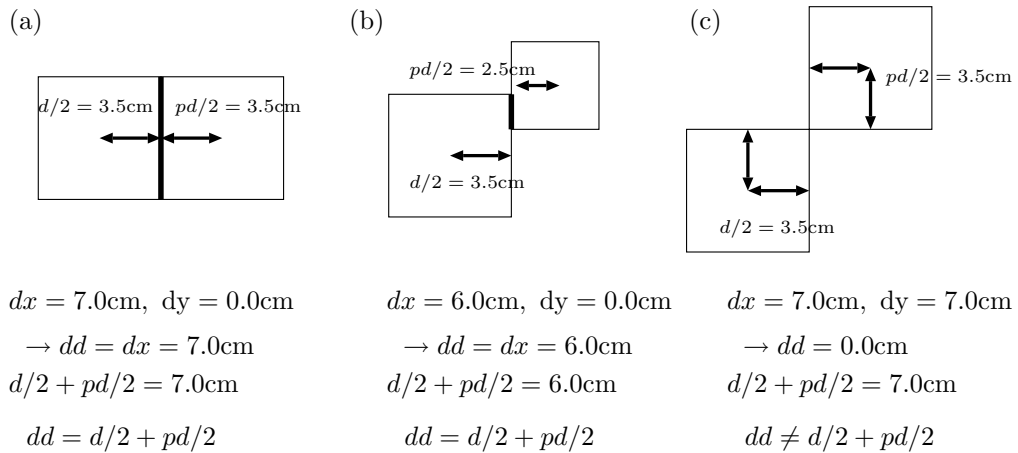 (a)
d/2 = 3.5cm
pd/2 = 3.5cm
dx = 7.0cm, dy = 0.0cm
→ dd = dx = 7.0cm
d/2 + pd/2 = 7.0cm
dd = d/2 + pd/2
(b)
pd/2 = 2.5cm
d/2 = 3.5cm
dx = 6.0cm, dy = 0.0cm
→ dd = dx = 6.0cm
d/2 + pd/2 = 6.0cm
dd = d/2 + pd/2
(c)
pd/2 = 3.5cm
d/2 = 3.5cm
dx = 7.0cm, dy = 7.0cm
→ dd = 0.0cm
d/2 + pd/2 = 7.0cm
dd ≠ d/2 + pd/2